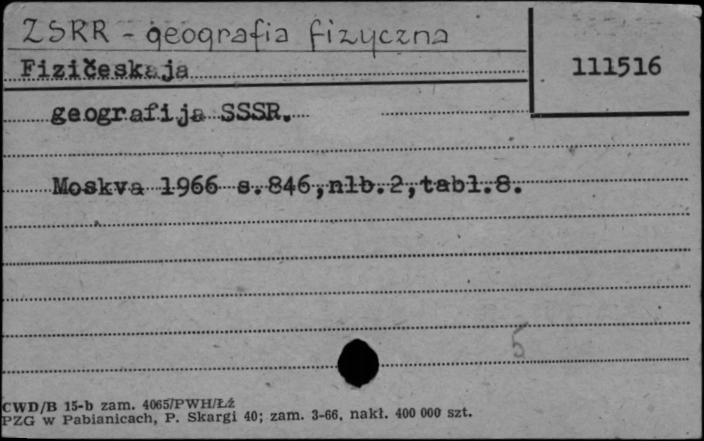 ZSRR - geografia fizyczna
Fizičeskaja
111516
geografija SSSR.
Moskva 1966 s.846,nlb.2,tabl.8.
5
CWD/B 15-b zam. 4065/PWH/Łź
PZG w Pabianicach, P. Skargi 40; zam. 3-66, nakł. 400 000 szt.